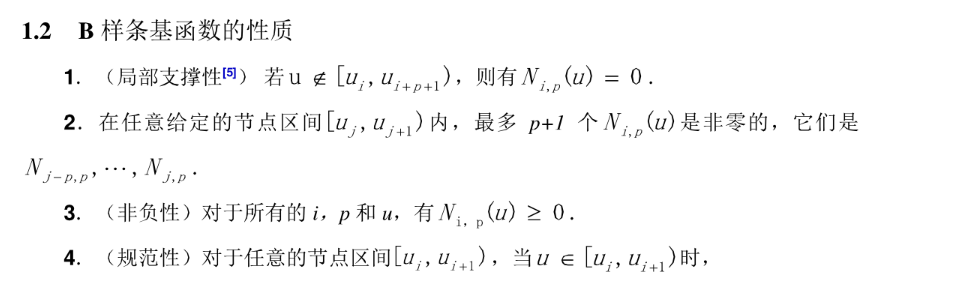 1.2 B 样条基函数的性质
1. （局部支撑性[5]） 若 u ∉ [u_i, u_{i+p+1})，则有 N_{i,p}(u) = 0.
2. 在任意给定的节点区间[u_j, u_{j+1})内，最多 p+1 个 N_{i,p}(u)是非零的，它们是
N_{j-p,p}, ⋯, N_{j,p}.
3. （非负性）对于所有的 i，p 和 u，有 N_{i, p}(u) ≥ 0.
4. （规范性）对于任意的节点区间[u_i, u_{i+1})，当 u ∈ [u_i, u_{i+1})时，